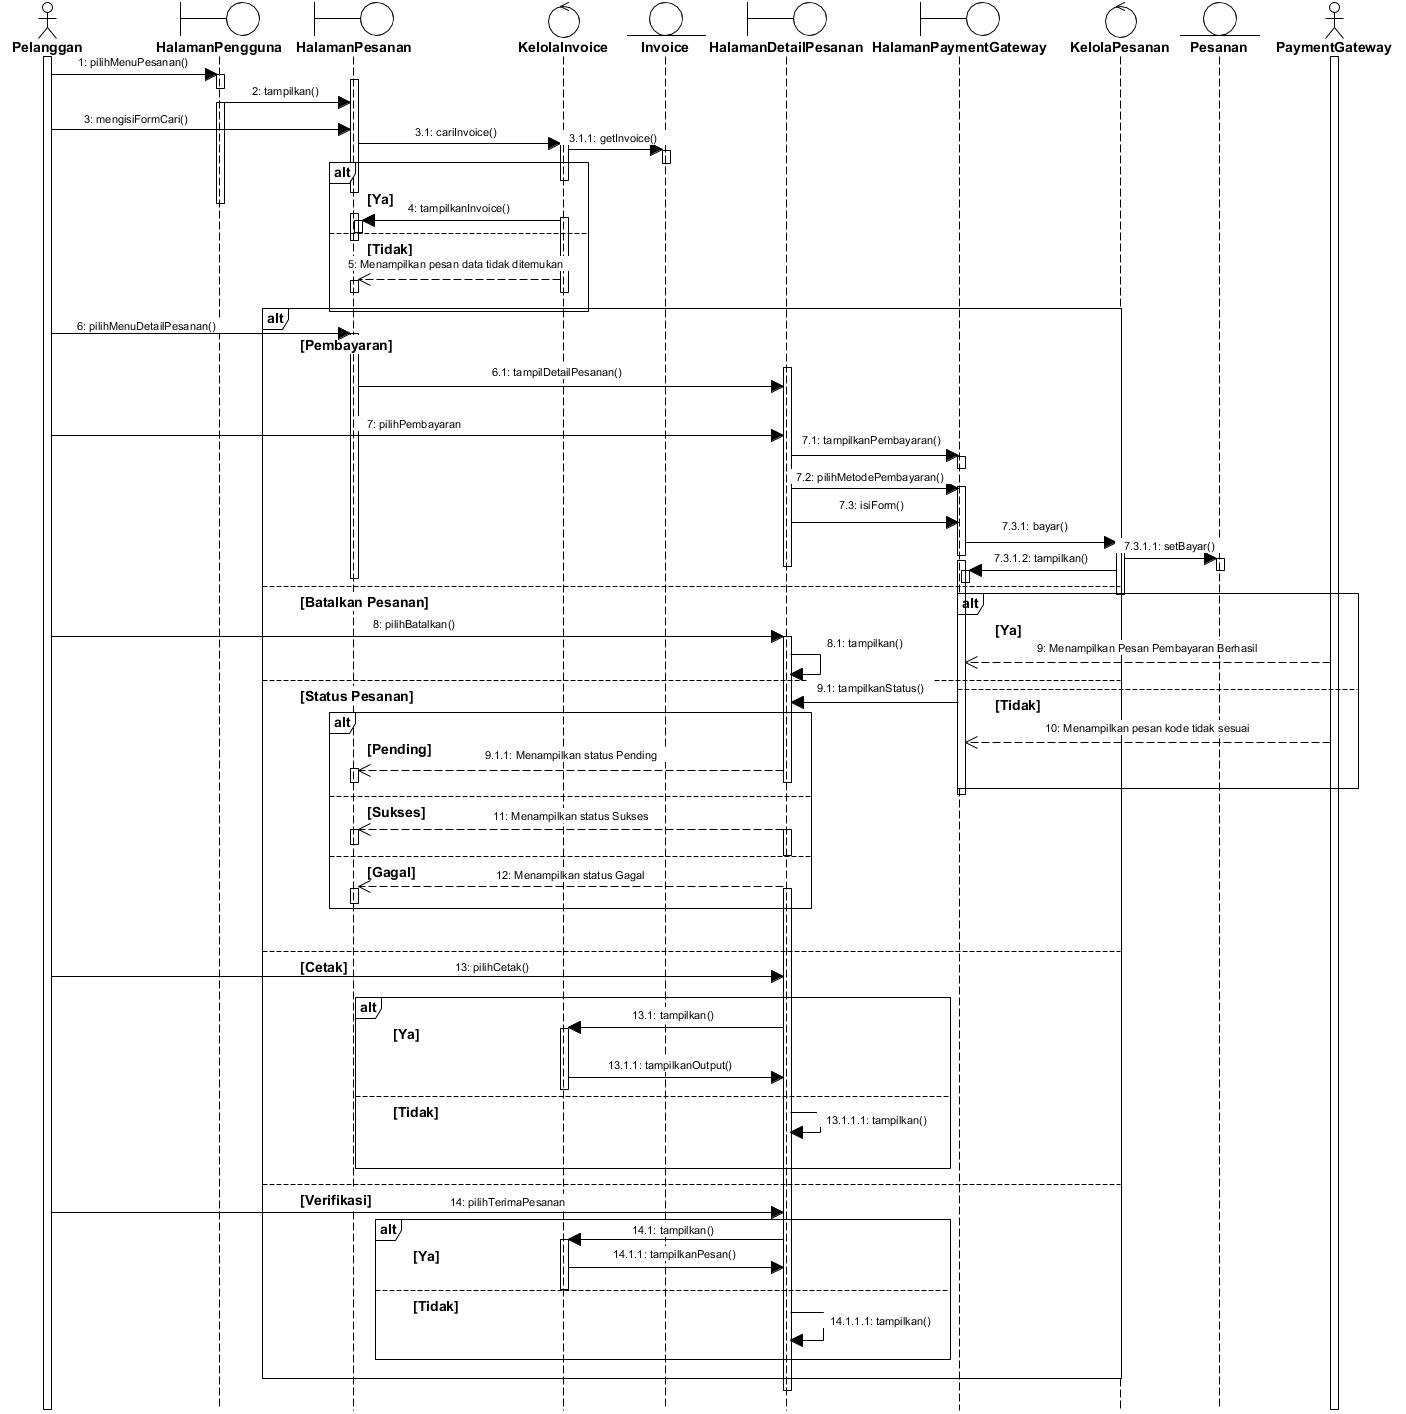 Pelanggan
HalamanPengguna
HalamanPesanan
KelolaInvoice
Invoice
HalamanDetailPesanan
HalamanPaymentGateway
KelolaPesanan
Pesanan
PaymentGateway
1: pilihMenuPesanan()
2: tampilkan()
3: mengisiFormCari()
3.1: cariInvoice()
3.1.1: getInvoice()
alt
[Ya]
4: tampilkanInvoice()
[Tidak]
5: Menampilkan pesan data tidak ditemukan
alt
6: pilihMenuDetailPesanan()
[Pembayaran]
6.1: tampilDetailPesanan()
7: pilihPembayaran
7.1: tampilkanPembayaran()
7.2: pilihMetodePembayaran()
7.3: isiForm()
7.3.1: bayar()
7.3.1.1: setBayar()
7.3.1.2: tampilkan()
[Batalkan Pesanan]
alt
8: pilihBatalkan()
[Ya]
8.1: tampilkan()
9: Menampilkan Pesan Pembayaran Berhasil
9.1: tampilkanStatus()
[Status Pesanan]
[Tidak]
alt
10: Menampilkan pesan kode tidak sesuai
[Pending]
9.1.1: Menampilkan status Pending
[Sukses]
11: Menampilkan status Sukses
[Gagal]
12: Menampilkan status Gagal
[Cetak]
13: pilihCetak()
alt
13.1: tampilkan()
[Ya]
13.1.1: tampilkanOutput()
[Tidak]
13.1.1.1: tampilkan()
[Verifikasi]
14: pilihTerimaPesanan
alt
14.1: tampilkan()
[Ya]
14.1.1: tampilkanPesan()
[Tidak]
14.1.1.1: tampilkan()